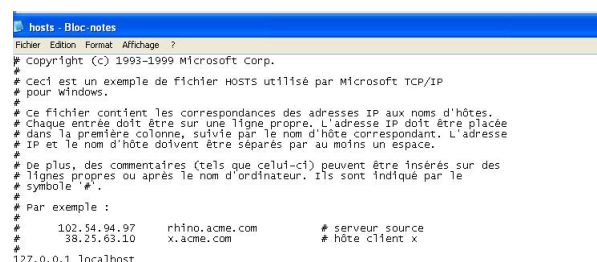 hosts - Bloc-notes
Fichier Edition Format Affichage ?
# Copyright (c) 1993-1999 Microsoft Corp.
#
# Ceci est un exemple de fichier HOSTS utilisé par Microsoft TCP/IP
# pour Windows.
#
# Ce fichier contient les correspondances des adresses IP aux noms d'hôtes.
# Chaque entrée doit être sur une ligne propre. L'adresse IP doit être placée
# dans la première colonne, suivie par le nom d'hôte correspondant. L'adresse
# IP et le nom d'hôte doivent être séparés par au moins un espace.
#
# De plus, des commentaires (tels que celui-ci) peuvent être insérés sur des
# lignes propres ou après le nom d'ordinateur. Ils sont indiqué par le
# symbole '#'.
#
# Par exemple :
#
# 102.54.94.97 rhino.acme.com # serveur source
# 38.25.63.10 x.acme.com # hôte client x
#
127.0.0.1 localhost